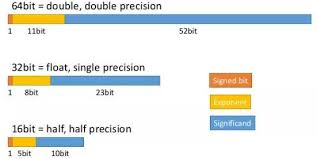 64bit = double, double precision
1 11bit 52bit
32bit = float, single precision
1 8bit 23bit
Signed bit
Exponent
Significand
16bit = half, half precision
1 5bit 10bit